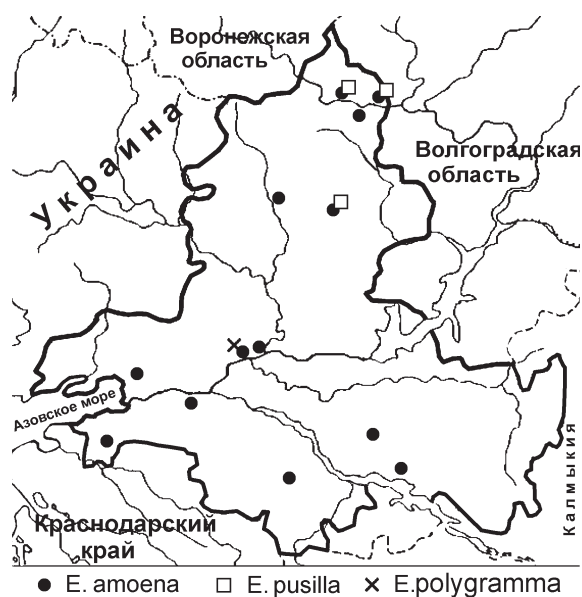 Воронежская
область
Украина
Волгоградская
область
Азовское море
Калмыкия
Краснодарский
край
E. amoena E. pusilla E.polygramma